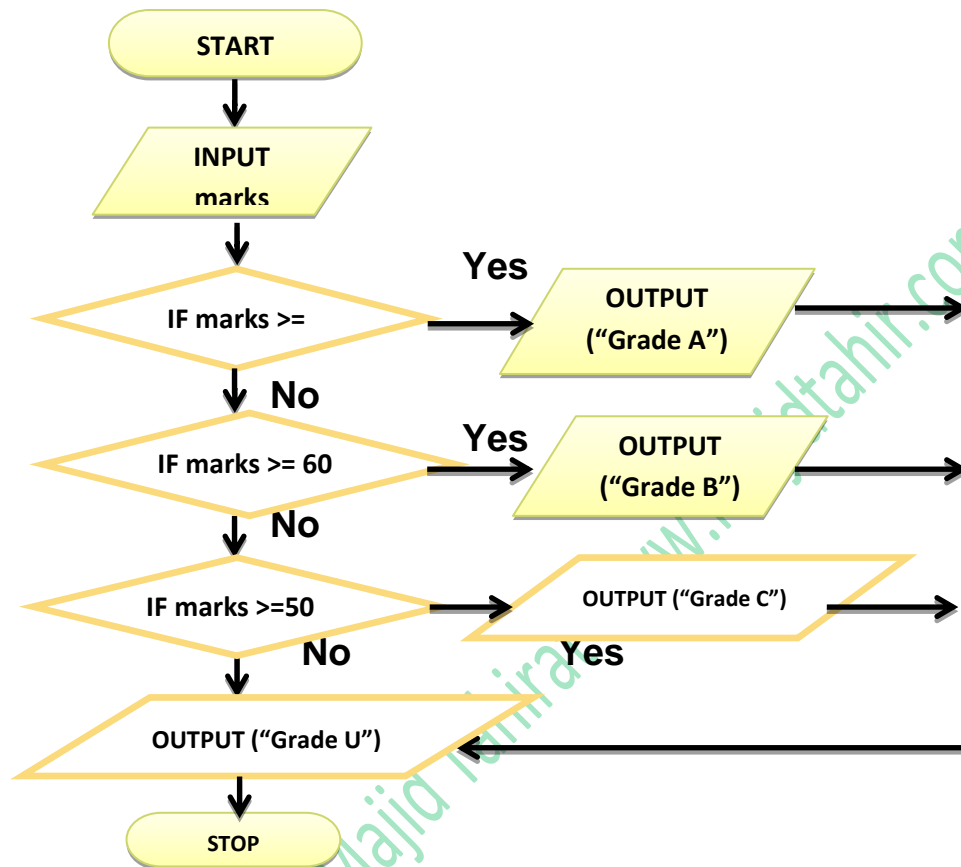 START
INPUT
marks
Yes
IF marks >=
OUTPUT
(“Grade A”)
No
Yes
IF marks >= 60
OUTPUT
(“Grade B”)
No
IF marks >=50
OUTPUT (“Grade C”)
No
Yes
OUTPUT (“Grade U”)
STOP